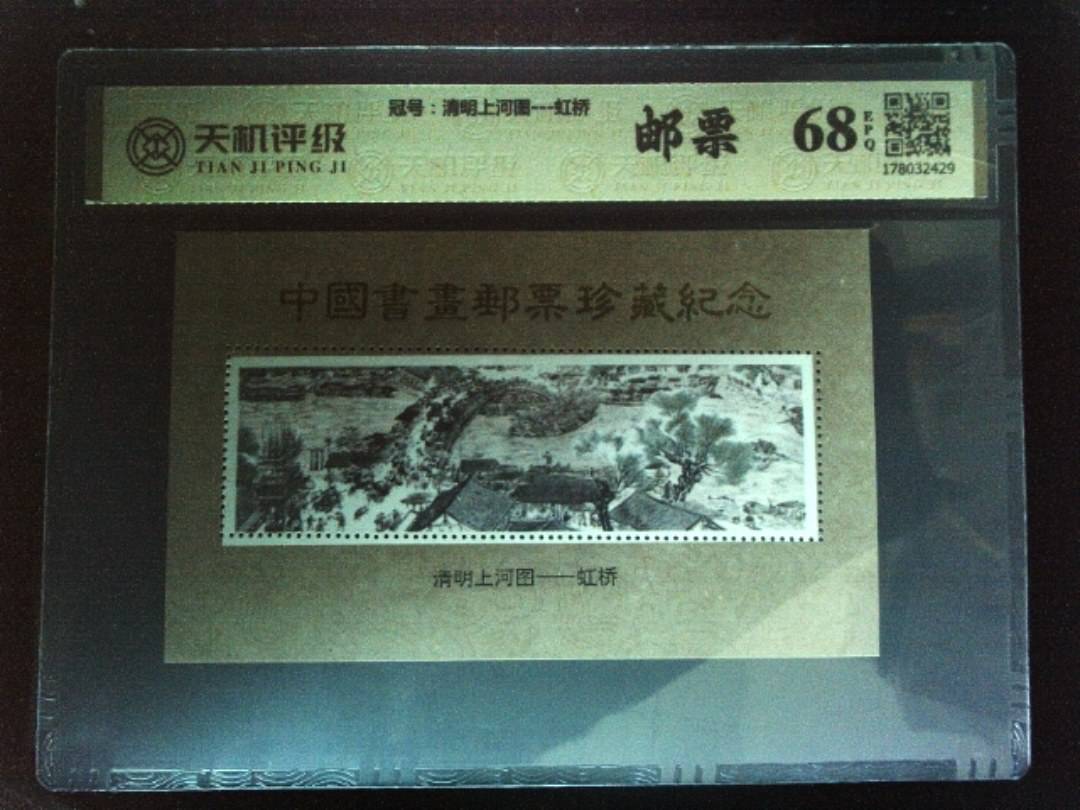 冠号：清明上河图---虹桥
天机评级
TIAN JI PING JI
邮票
68
EPQ
178032429
中國書畫郵票珍藏紀念
清明上河图——虹桥